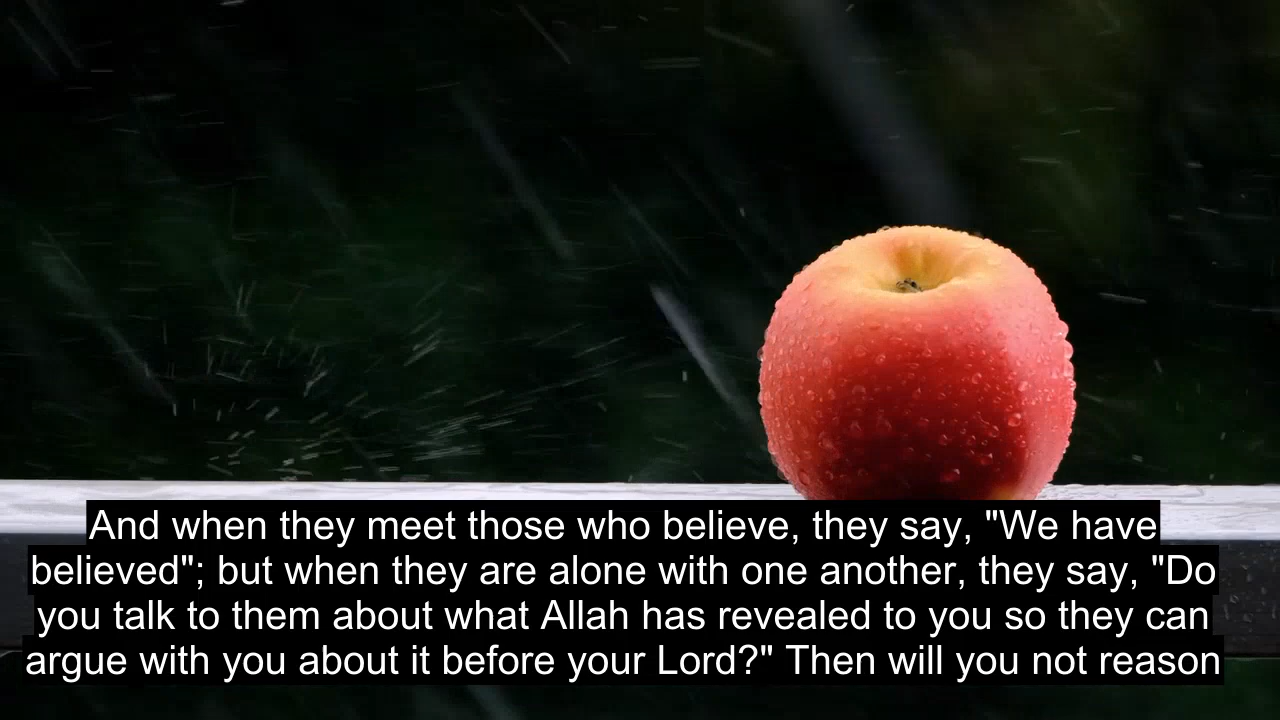 And when they meet those who believe, they say, "We have
believed"; but when they are alone with one another, they say, "Do
you talk to them about what Allah has revealed to you so they can
argue with you about it before your Lord?" Then will you not reason